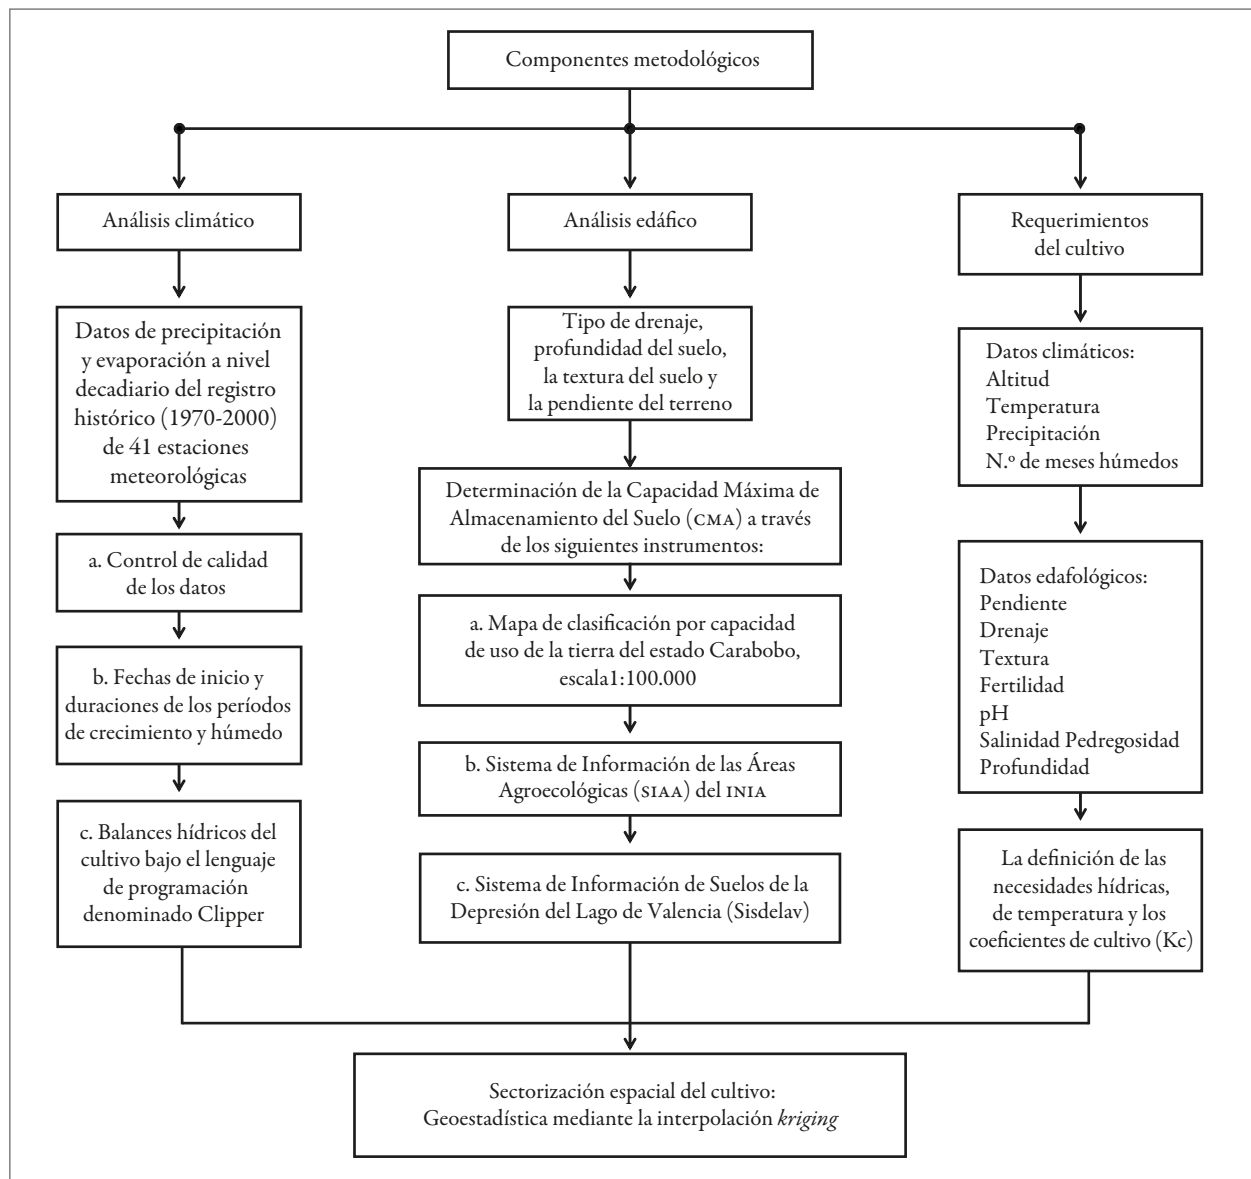 Componentes metodológicos
Análisis climático
Datos de precipitación
y evaporación a nivel
decadiario del registro
histórico (1970-2000)
de 41 estaciones
meteorológicas
a. Control de calidad
de los datos
b. Fechas de inicio y
duraciones de los períodos
de crecimiento y húmedo
c. Balances hídricos del
cultivo bajo el lenguaje
de programación
denominado Clipper
Análisis edáfico
Tipo de drenaje,
profundidad del suelo,
la textura del suelo y
la pendiente del terreno
Determinación de la Capacidad Máxima de
Almacenamiento del Suelo (CMA) a través
de los siguientes instrumentos:
a. Mapa de clasificación por capacidad
de uso de la tierra del estado Carabobo,
escala1:100.000
b. Sistema de Información de las Áreas
Agroecológicas (SIAA) del INIA
c. Sistema de Información de Suelos de la
Depresión del Lago de Valencia (Sisdelav)
Requerimientos
del cultivo
Datos climáticos:
Altitud
Temperatura
Precipitación
N.º de meses húmedos
Datos edafológicos:
Pendiente
Drenaje
Textura
Fertilidad
pH
Salinidad Pedregosidad
Profundidad
La definición de las
necesidades hídricas,
de temperatura y los
coeficientes de cultivo (Kc)
Sectorización espacial del cultivo:
Geoestadística mediante la interpolación kriging